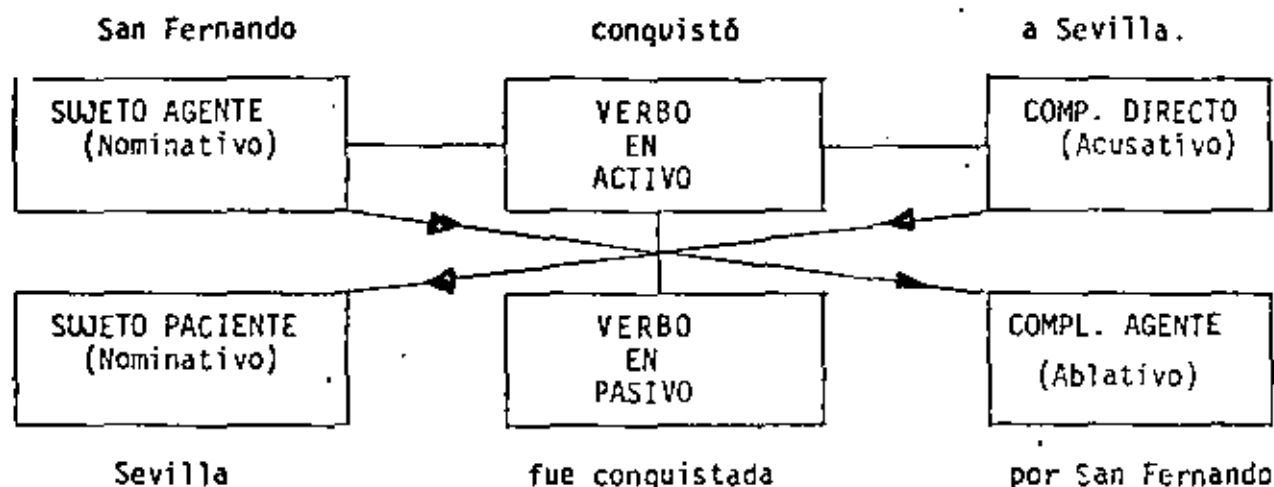 San Fernando conquistó a Sevilla.
SUJETO AGENTE
(Nominativo)
VERBO
EN
ACTIVO
COMP. DIRECTO
(Acusativo)
SUJETO PACIENTE
(Nominativo)
VERBO
EN
PASIVO
COMPL. AGENTE
(Ablativo)
Sevilla fue conquistada por San Fernando